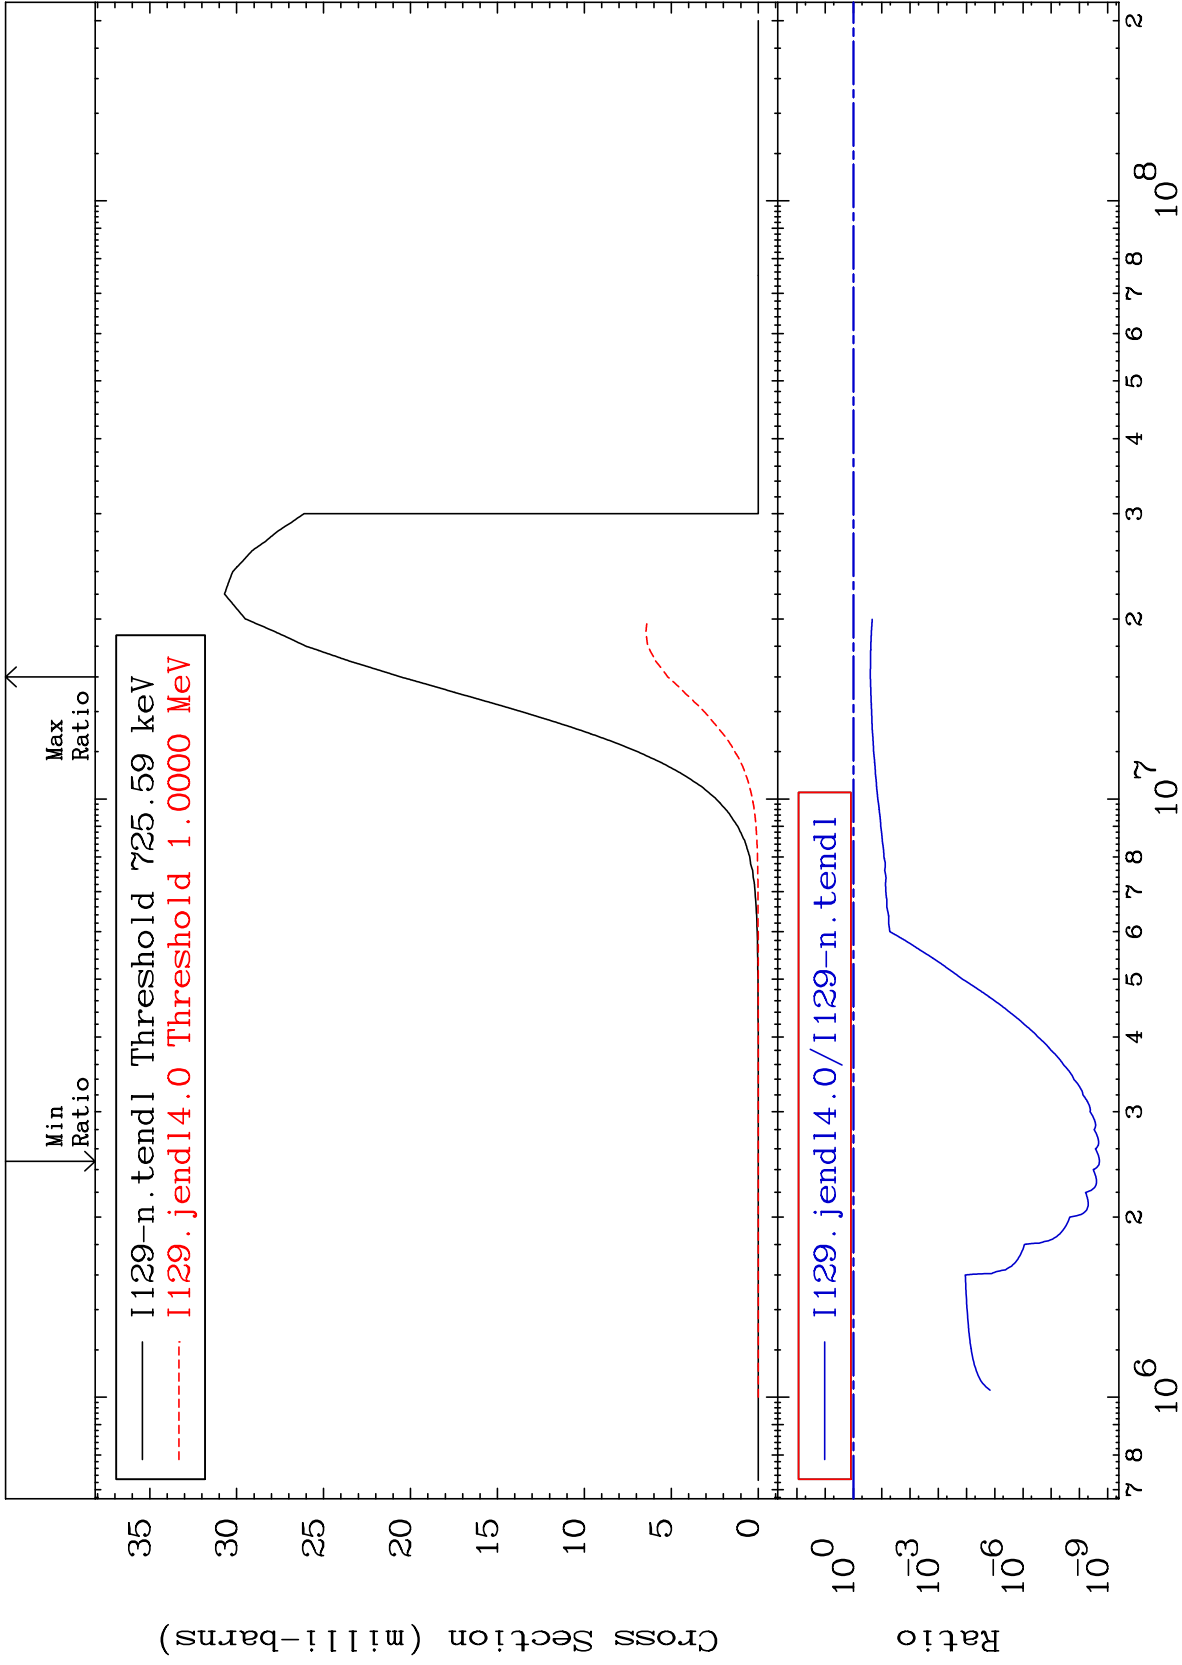 Max
Ratio
Min
Ratio
I129-n.tendl Threshold 725.59 keV
I129.jendl4.0 Threshold 1.0000 MeV
35
30
25
20
15
10
5
0
Cross Section (milli-barns)
I129.jendl4.0/I129-n.tendl
10^0
10^-3
10^-6
10^-9
Ratio
7 8 10^6 2 3 4 5 6 7 8 10^7 2 3 4 5 6 7 8 10^8 2